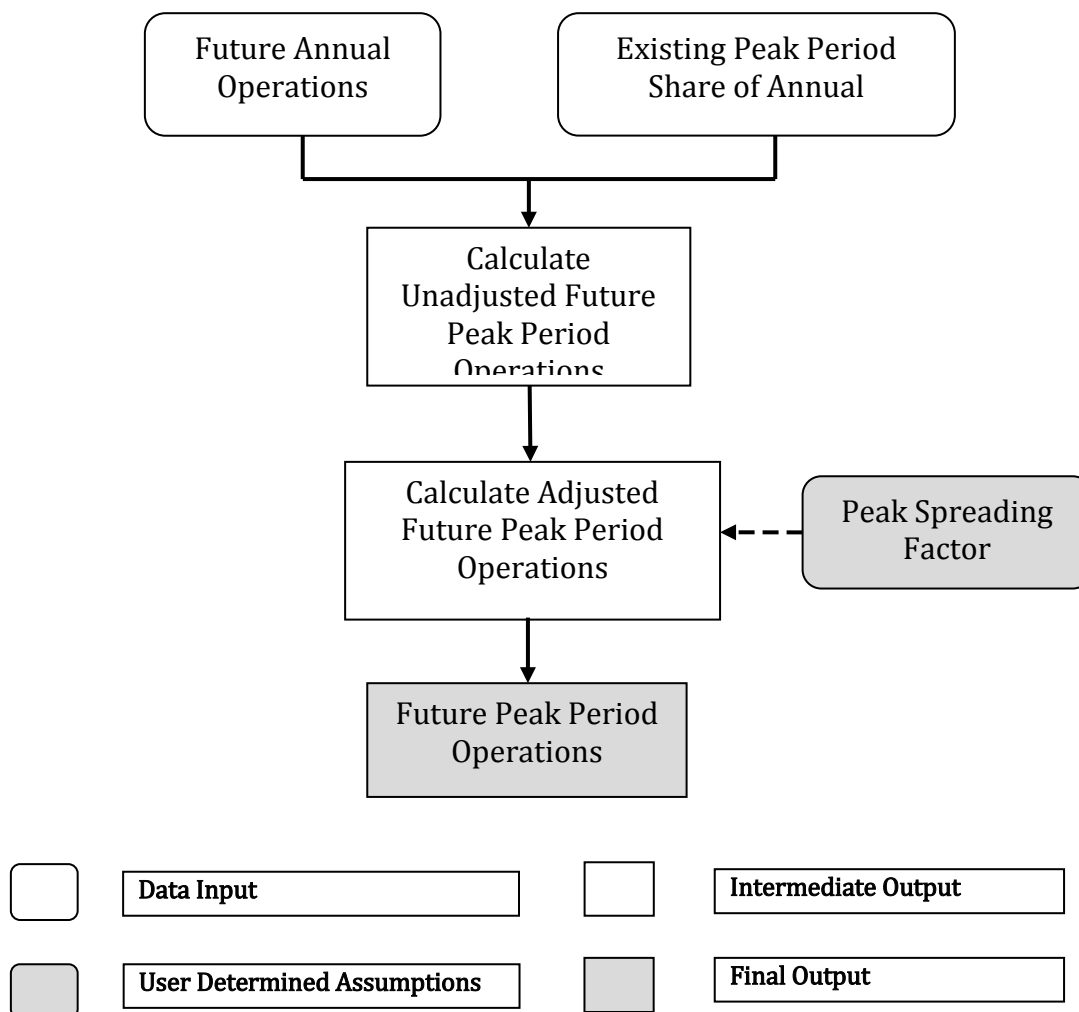 Future Annual
Operations
Existing Peak Period
Share of Annual
Calculate
Unadjusted Future
Peak Period
Operations
Calculate Adjusted
Future Peak Period
Operations
Peak Spreading
Factor
Future Peak Period
Operations
Data Input
Intermediate Output
User Determined Assumptions
Final Output